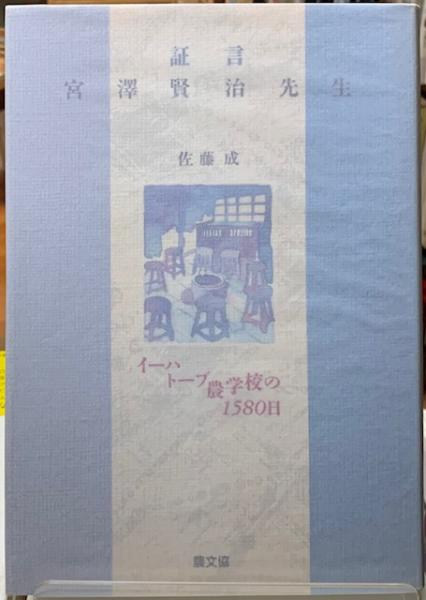 証言
宮澤賢治先生
佐藤成
イーハ
トーブ農学校の
1580日
農文協